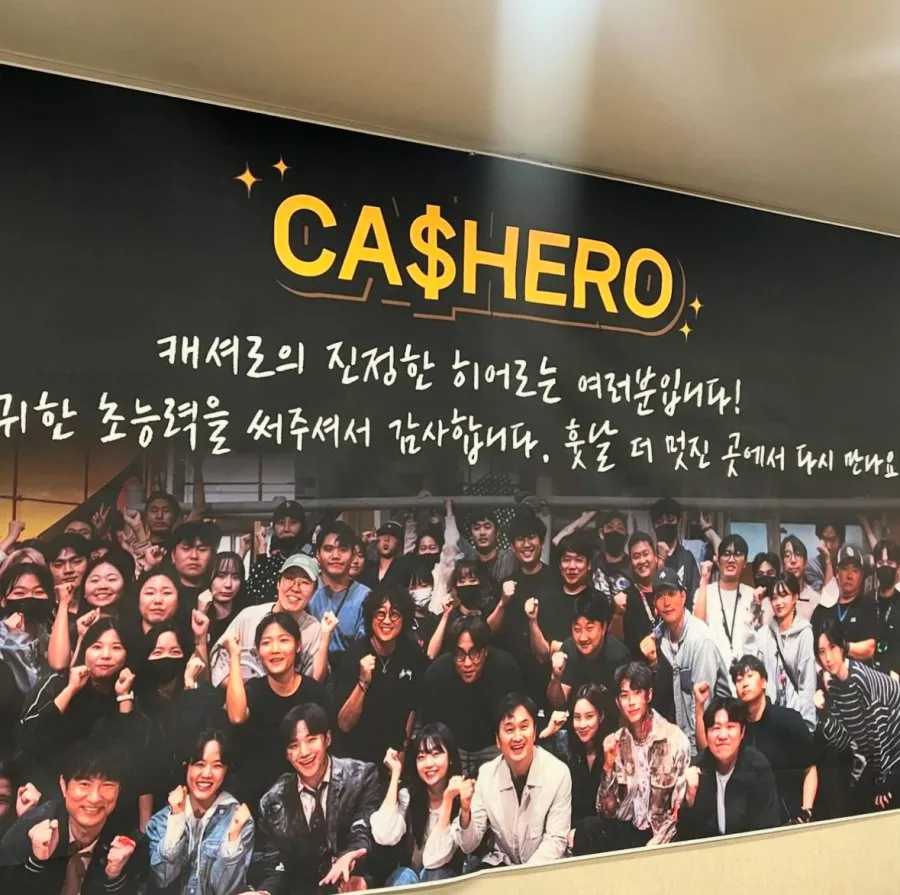 CA$HERO
캐셔로의 진정한 히어로는 여러분입니다!
귀한 초능력을 써주셔서 감사합니다. 훗날 더 멋진 곳에서 다시 만나요